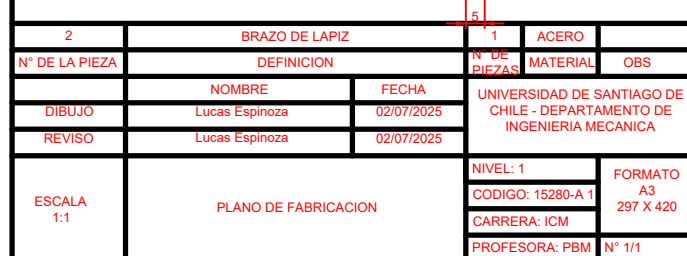 5
2 BRAZO DE LAPIZ 1 ACERO
N° DE LA PIEZA DEFINICION N° DE PIEZAS MATERIAL OBS
NOMBRE FECHA
DIBUJO Lucas Espinoza 02/07/2025
REVISO Lucas Espinoza 02/07/2025
UNIVERSIDAD DE SANTIAGO DE
CHILE - DEPARTAMENTO DE
INGENIERIA MECANICA
ESCALA
1:1
PLANO DE FABRICACION
NIVEL: 1
CODIGO: 15280-A 1
CARRERA: ICM
PROFESORA: PBM
FORMATO
A3
297 X 420
N° 1/1